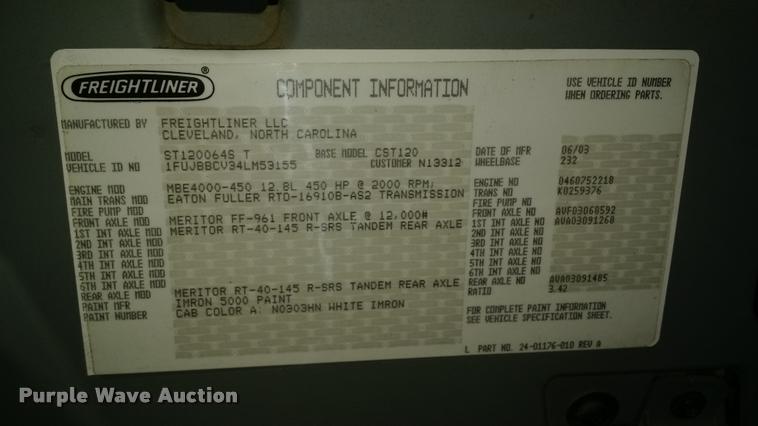 FREIGHTLINER®
COMPONENT INFORMATION
USE VEHICLE ID NUMBER
WHEN ORDERING PARTS.
MANUFACTURED BY FREIGHTLINER LLC
CLEVELAND, NORTH CAROLINA
MODEL ST120064S T BASE MODEL CST120 DATE OF MFR 06/03
VEHICLE ID NO 1FUJBBCV34LM53155 CUSTOMER N13312 WHEELBASE 232
ENGINE MOD MBE4000-450 12.8L 450 HP @ 2000 RPM; ENGINE NO 0460752218
MAIN TRANS MOD EATON FULLER RTO-16910B-AS2 TRANSMISSION TRANS NO K0259376
FIRE PUMP MOD FIRE PUMP NO
FRONT AXLE MOD MERITOR FF-961 FRONT AXLE @ 12,000# FRONT AXLE NO AVF03060592
1ST INT AXLE MOD MERITOR RT-40-145 R-SRS TANDEM REAR AXLE 1ST INT AXLE NO AVA03091260
2ND INT AXLE MOD 2ND INT AXLE NO
3RD INT AXLE MOD 3RD INT AXLE NO
4TH INT AXLE MOD 4TH INT AXLE NO
5TH INT AXLE MOD 5TH INT AXLE NO
6TH INT AXLE MOD 6TH INT AXLE NO
REAR AXLE MOD MERITOR RT-40-145 R-SRS TANDEM REAR AXLE REAR AXLE NO AVA03091485
PAINT MFR IMRON 5000 PAINT RATIO 3.42
PAINT NUMBER CAB COLOR A: N0303HN WHITE IMRON
FOR COMPLETE PAINT INFORMATION
SEE VEHICLE SPECIFICATION SHEET.
L PART NO. 24-01176-010 REV A
Purple Wave Auction